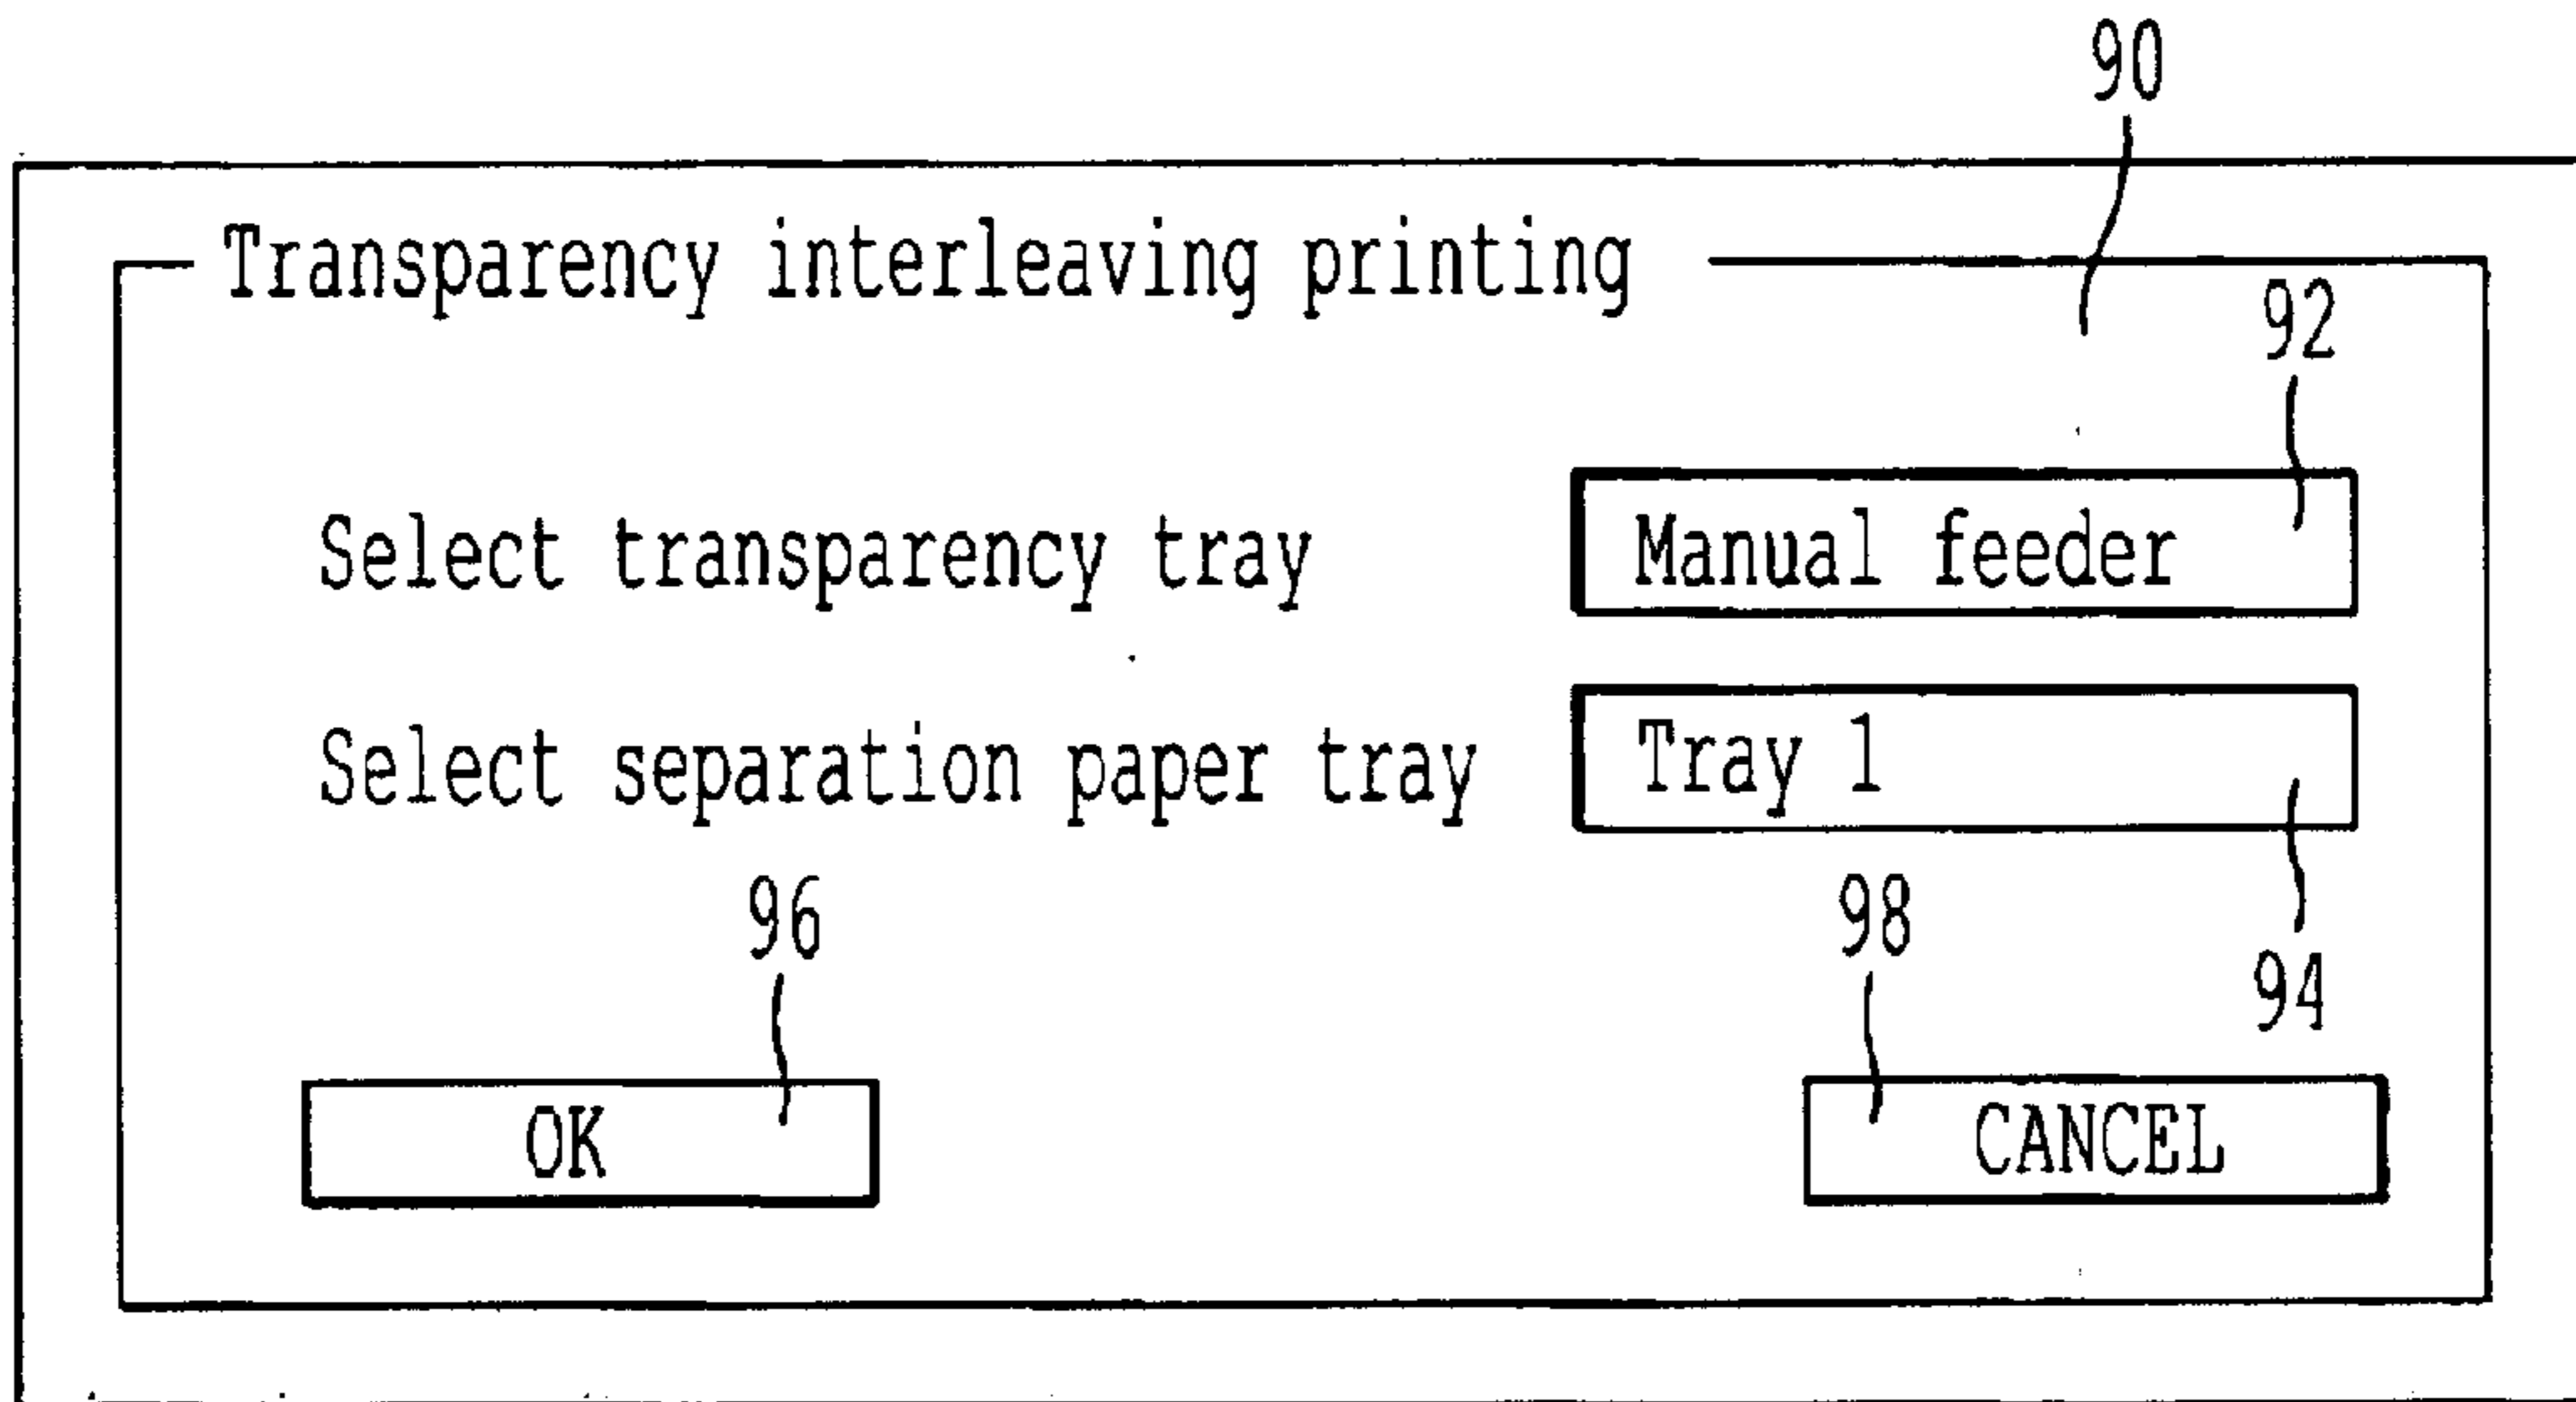 90
Transparency interleaving printing
92
Select transparency tray Manual feeder
Select separation paper tray Tray 1
96 98
94
OK CANCEL